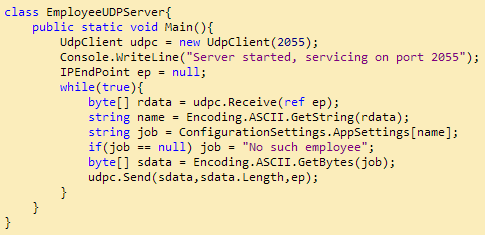 class EmployeeUDPServer{
    public static void Main(){
        UdpClient udpc = new UdpClient(2055);
        Console.WriteLine("Server started, servicing on port 2055");
        IPEndPoint ep = null;
        while(true){
            byte[] rdata = udpc.Receive(ref ep);
            string name = Encoding.ASCII.GetString(rdata);
            string job = ConfigurationSettings.AppSettings[name];
            if(job == null) job = "No such employee";
            byte[] sdata = Encoding.ASCII.GetBytes(job);
            udpc.Send(sdata,sdata.Length,ep);
        }
    }
}